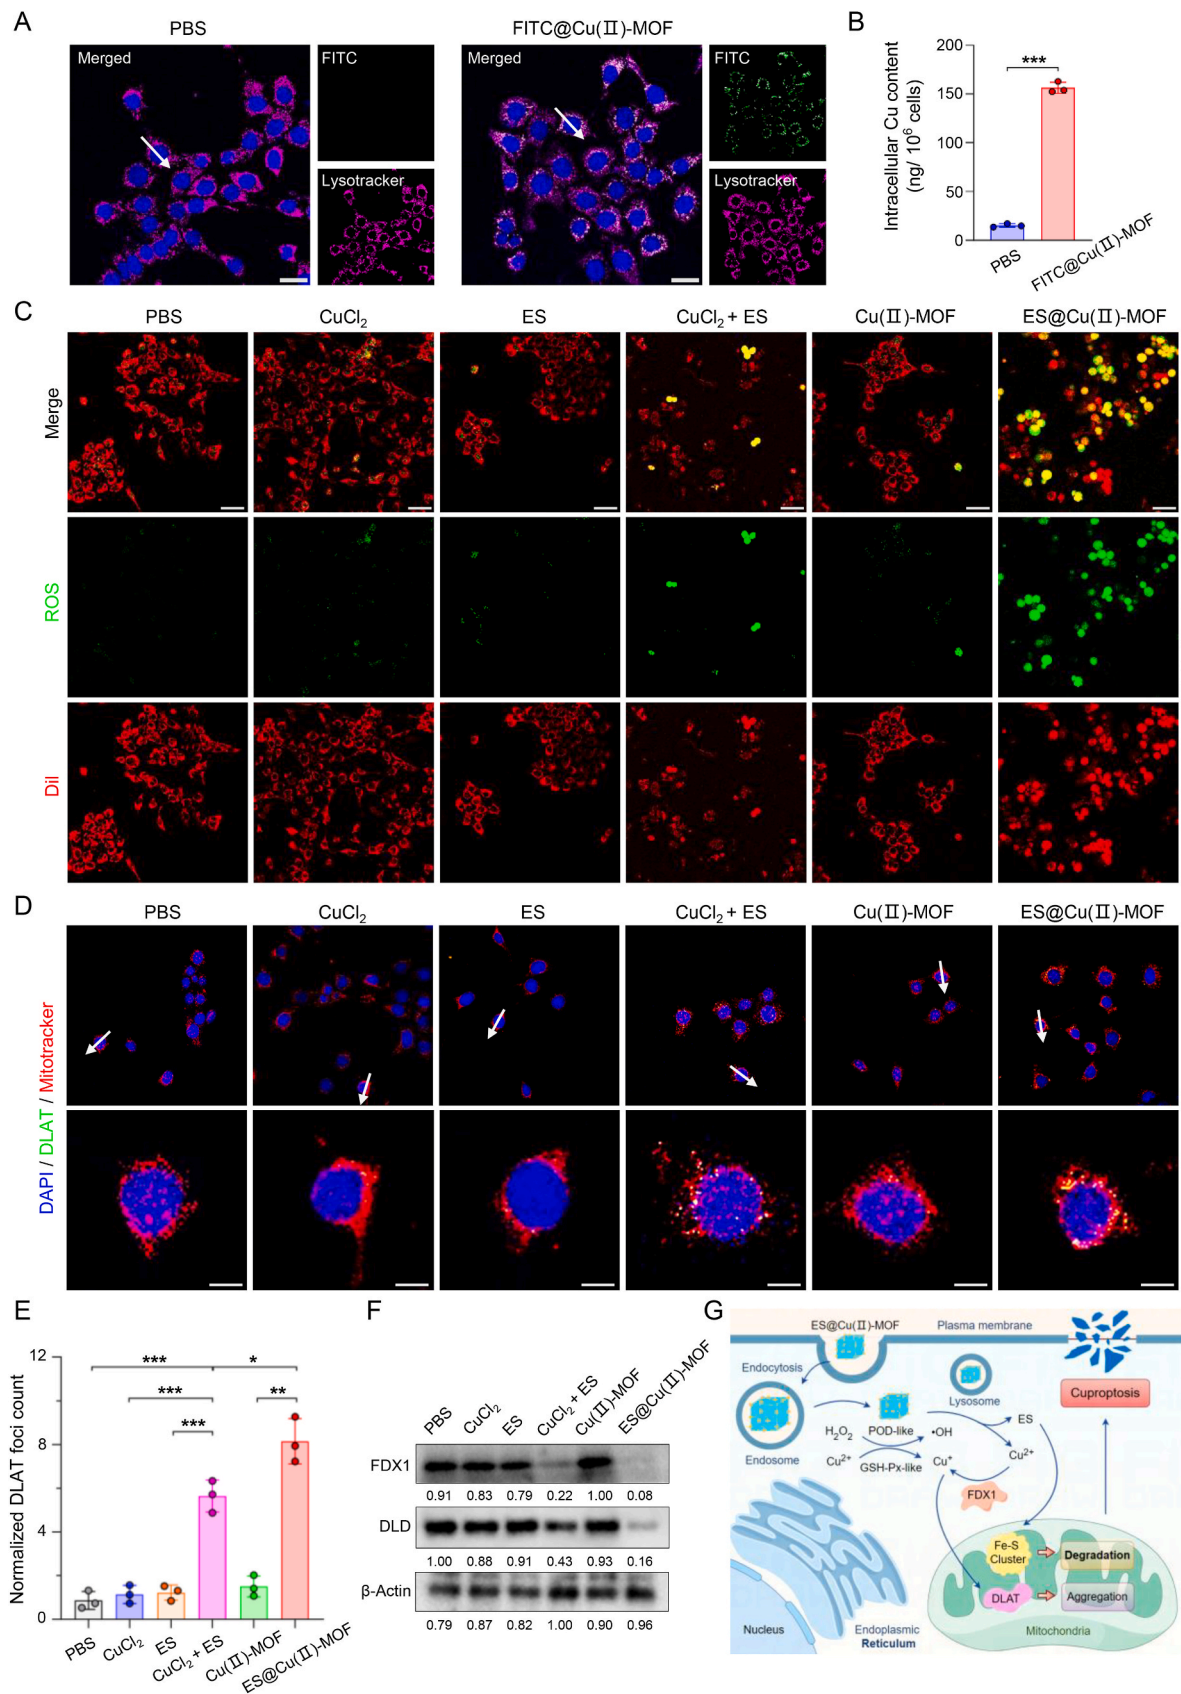 A
PBS
FITC@Cu(Ⅱ)-MOF
Merged
FITC
Lysotracker
Merged
FITC
Lysotracker
B
Intracellular Cu content
(ng/ 10⁶ cells)
200
150
100
50
0
***
PBS
FITC@Cu(Ⅱ)-MOF
C
PBS
CuCl₂
ES
CuCl₂ + ES
Cu(Ⅱ)-MOF
ES@Cu(Ⅱ)-MOF
Merge
ROS
Dil
D
PBS
CuCl₂
ES
CuCl₂ + ES
Cu(Ⅱ)-MOF
ES@Cu(Ⅱ)-MOF
DAPI / DLAT / Mitotracker
E
Normalized DLAT foci count
12
8
4
0
***
*
***
**
***
PBS
CuCl₂
ES
CuCl₂ + ES
Cu(Ⅱ)-MOF
ES@Cu(Ⅱ)-MOF
F
PBS
CuCl₂
ES
CuCl₂ + ES
Cu(Ⅱ)-MOF
ES@Cu(Ⅱ)-MOF
FDX1
0.91 0.83 0.79 0.22 1.00 0.08
DLD
1.00 0.88 0.91 0.43 0.93 0.16
β-Actin
0.79 0.87 0.82 1.00 0.90 0.96
G
ES@Cu(Ⅱ)-MOF
Plasma membrane
Endocytosis
Lysosome
Cuproptosis
Endosome
H₂O₂
POD-like
•OH
ES
Cu²⁺
GSH-Px-like
Cu⁺
Cu²⁺
FDX1
Fe-S
Cluster
Degradation
DLAT
Aggregation
Mitochondria
Nucleus
Endoplasmic
Reticulum